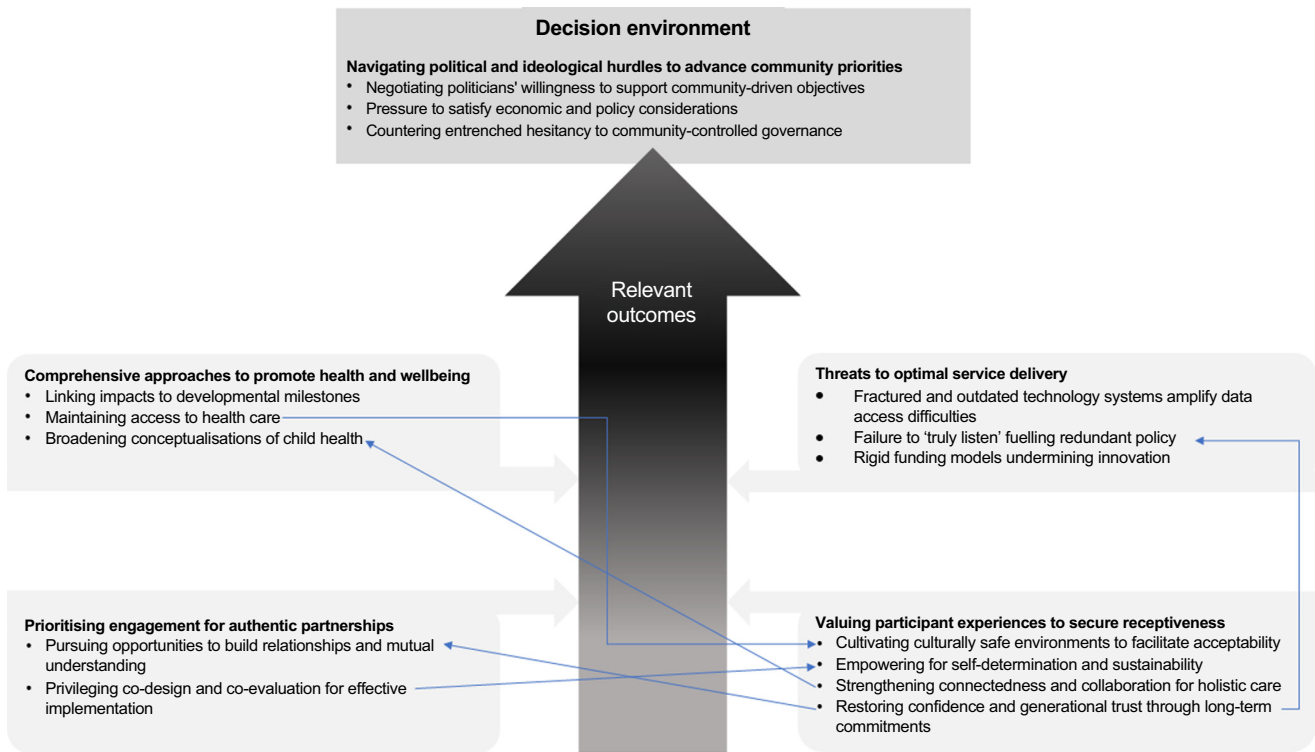 Decision environment
Navigating political and ideological hurdles to advance community priorities
• Negotiating politicians' willingness to support community-driven objectives
• Pressure to satisfy economic and policy considerations
• Countering entrenched hesitancy to community-controlled governance
Relevant
outcomes
Comprehensive approaches to promote health and wellbeing
• Linking impacts to developmental milestones
• Maintaining access to health care
• Broadening conceptualisations of child health
Threats to optimal service delivery
• Fractured and outdated technology systems amplify data
access difficulties
• Failure to ‘truly listen’ fuelling redundant policy
• Rigid funding models undermining innovation
Prioritising engagement for authentic partnerships
• Pursuing opportunities to build relationships and mutual
understanding
• Privileging co-design and co-evaluation for effective
implementation
Valuing participant experiences to secure receptiveness
• Cultivating culturally safe environments to facilitate acceptability
• Empowering for self-determination and sustainability
• Strengthening connectedness and collaboration for holistic care
• Restoring confidence and generational trust through long-term
commitments